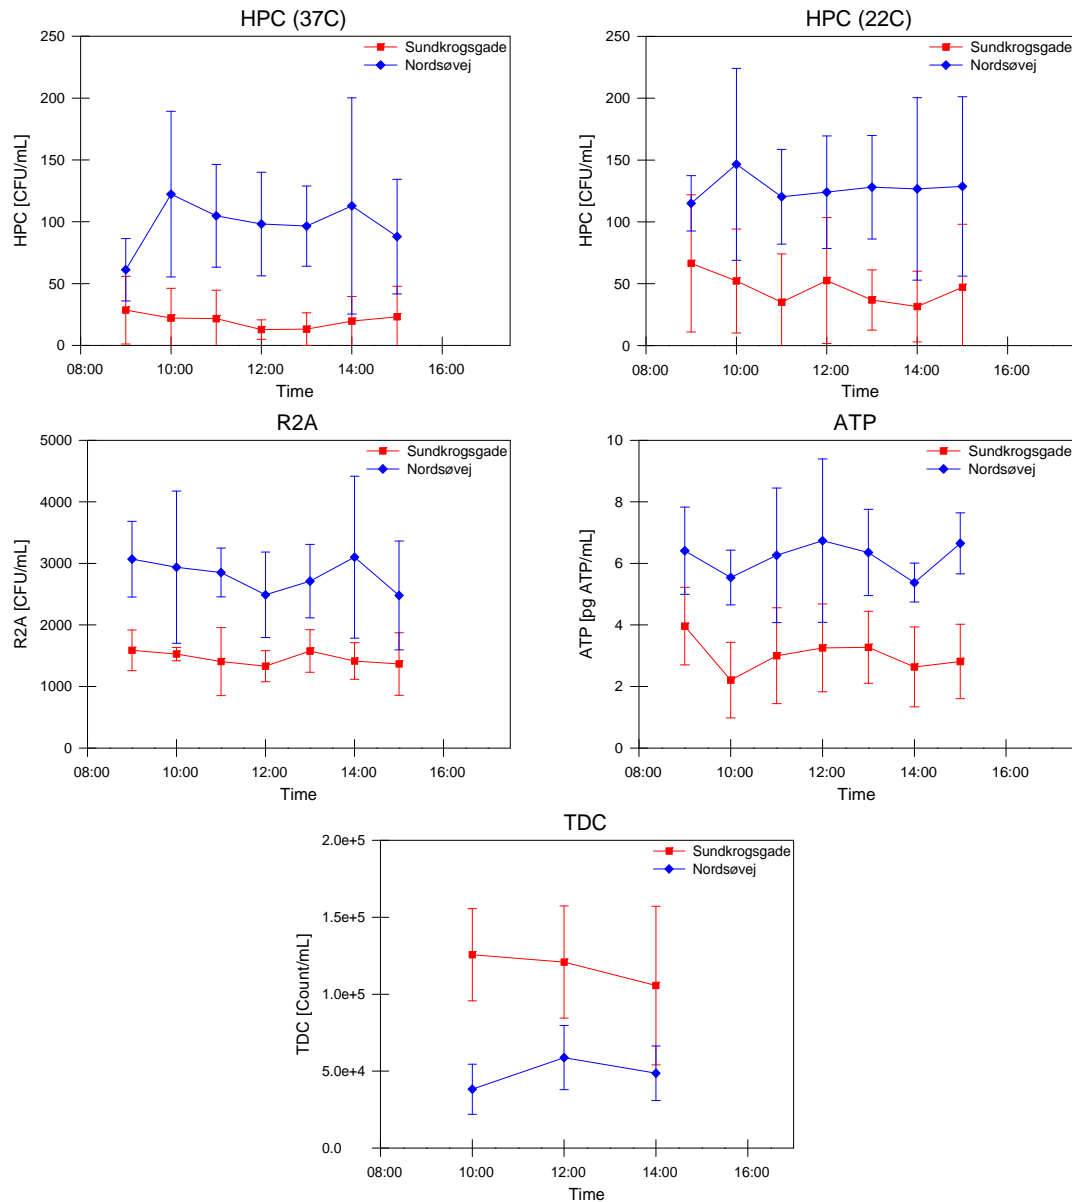 HPC (37C)
250
200
150
100
50
0
HPC [CFU/mL]
Sundkrogsgade
Nordsøvej
08:00 10:00 12:00 14:00 16:00
Time
HPC (22C)
250
200
150
100
50
0
HPC [CFU/mL]
Sundkrogsgade
Nordsøvej
08:00 10:00 12:00 14:00 16:00
Time
R2A
5000
4000
3000
2000
1000
0
R2A [CFU/mL]
Sundkrogsgade
Nordsøvej
08:00 10:00 12:00 14:00 16:00
Time
ATP
10
8
6
4
2
0
ATP [pg ATP/mL]
Sundkrogsgade
Nordsøvej
08:00 10:00 12:00 14:00 16:00
Time
TDC
2.0e+5
1.5e+5
1.0e+5
5.0e+4
0.0
TDC [Count/mL]
Sundkrogsgade
Nordsøvej
08:00 10:00 12:00 14:00 16:00
Time